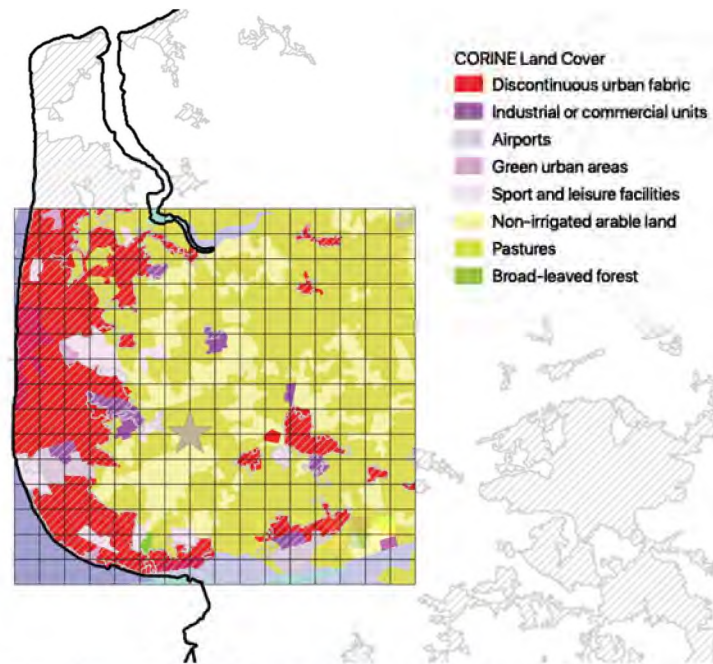 CORINE Land Cover
Discontinuous urban fabric
Industrial or commercial units
Airports
Green urban areas
Sport and leisure facilities
Non-irrigated arable land
Pastures
Broad-leaved forest